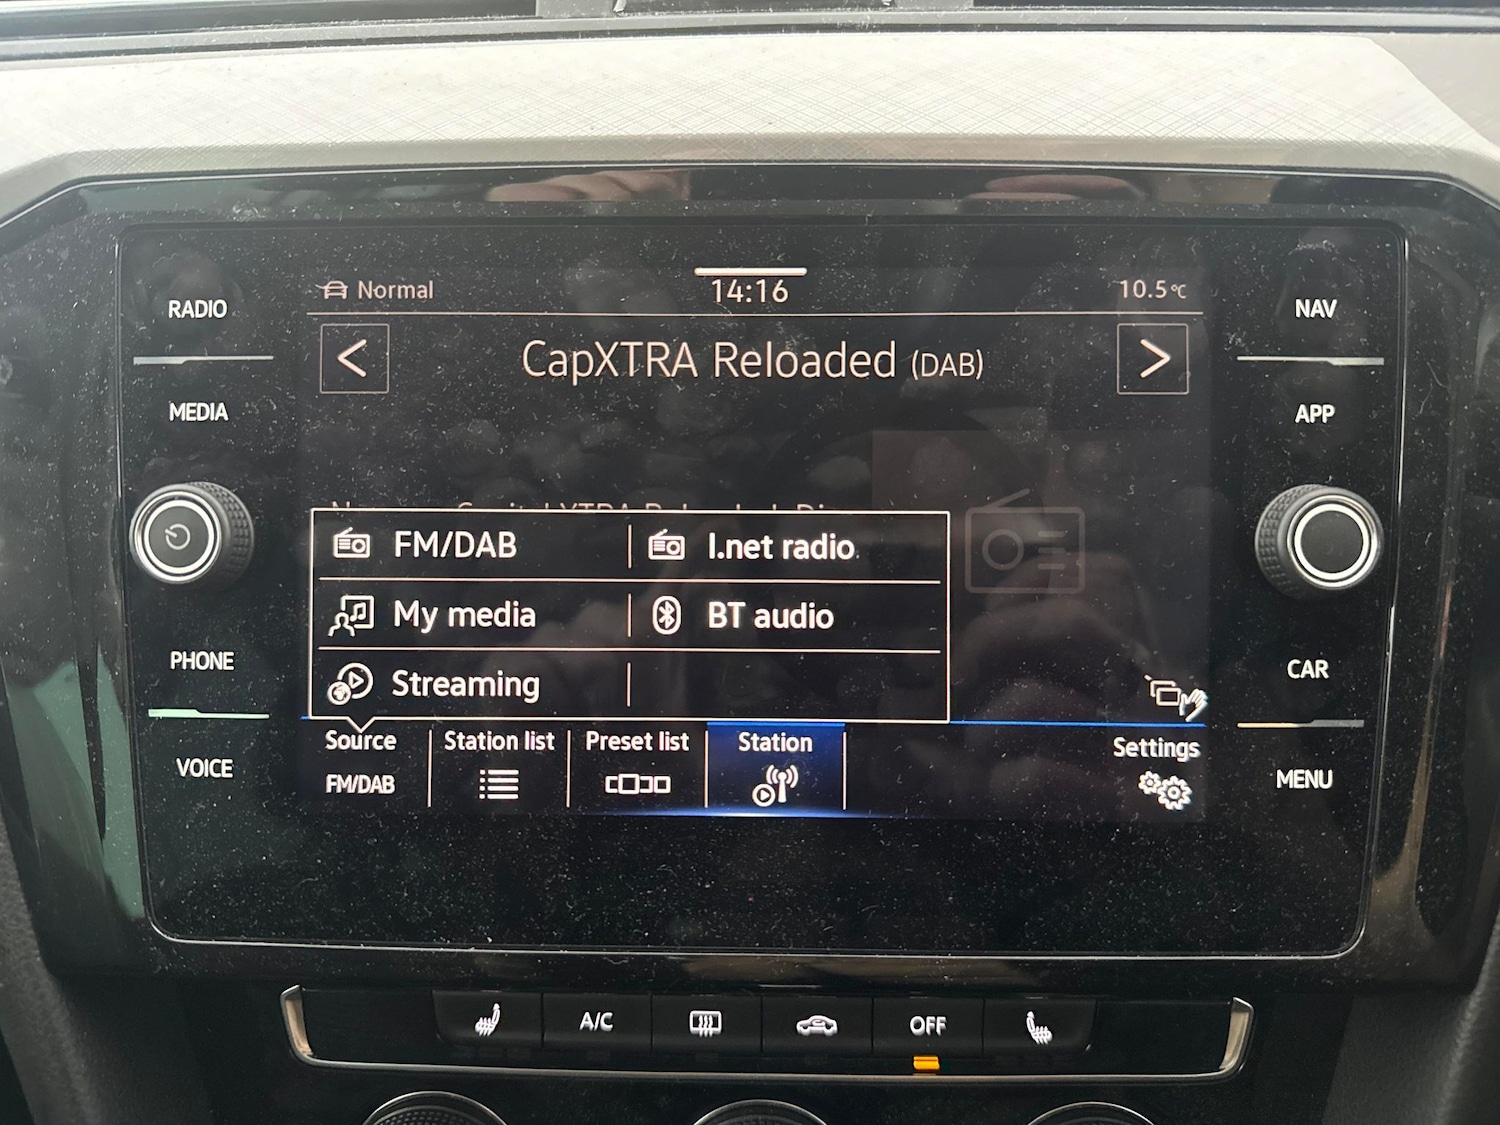 Normal
14:16
10.5°C
RADIO
NAV
<
CapXTRA Reloaded (DAB)
>
MEDIA
APP
FM/DAB
I.net radio
My media
BT audio
PHONE
CAR
Streaming
Source
Station list
Preset list
Station
Settings
FM/DAB
VOICE
MENU
A/C
OFF